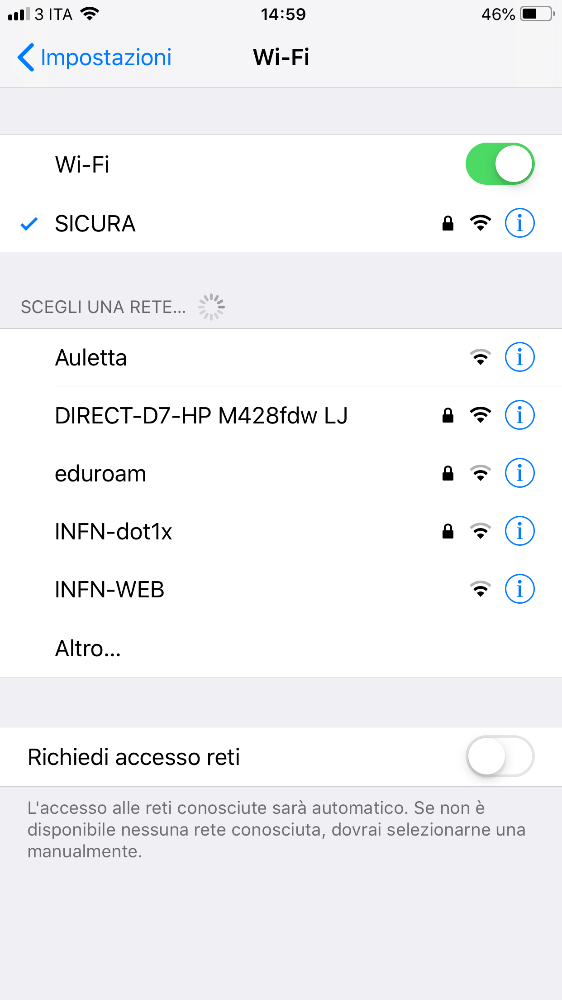 3 ITA 14:59 46%
Impostazioni Wi-Fi
Wi-Fi
SICURA
SCEGLI UNA RETE...
Auletta
DIRECT-D7-HP M428fdw LJ
eduroam
INFN-dot1x
INFN-WEB
Altro...
Richiedi accesso reti
L'accesso alle reti conosciute sarà automatico. Se non è
disponibile nessuna rete conosciuta, dovrai selezionarne una
manualmente.